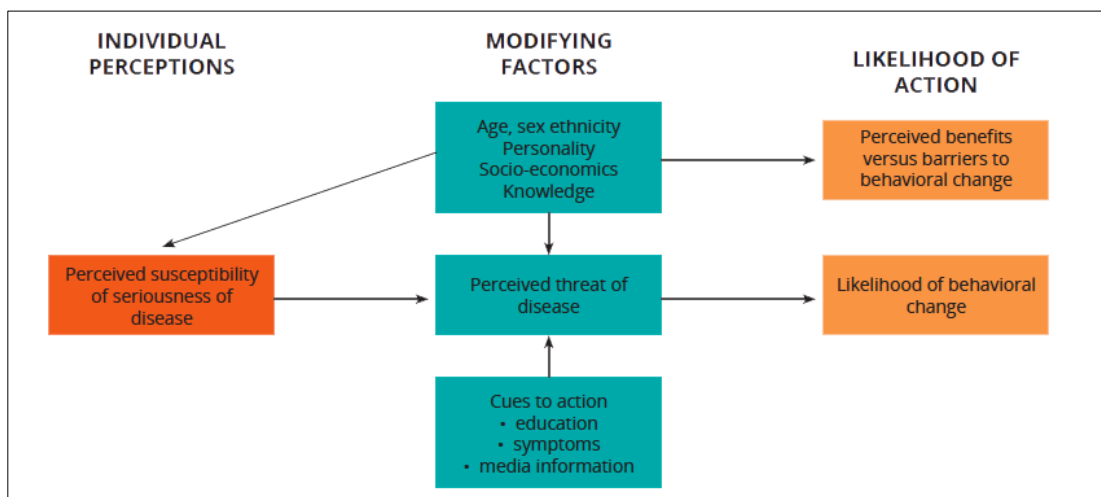 INDIVIDUAL
PERCEPTIONS
MODIFYING
FACTORS
LIKELIHOOD OF
ACTION
Age, sex ethnicity
Personality
Socio-economics
Knowledge
Perceived benefits
versus barriers to
behavioral change
Perceived susceptibility
of seriousness of
disease
Perceived threat of
disease
Likelihood of behavioral
change
Cues to action
• education
• symptoms
• media information